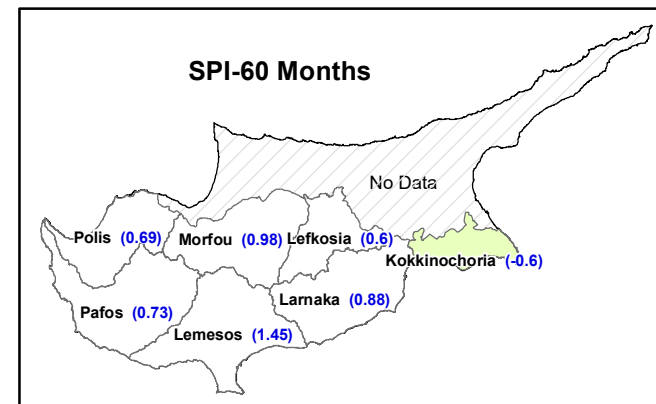 SPI-60 Months
No Data
Polis (0.69)
Morfou (0.98)
Lefkosia (0.6)
Kokkinochoria (-0.6)
Pafos (0.73)
Larnaka (0.88)
Lemesos (1.45)